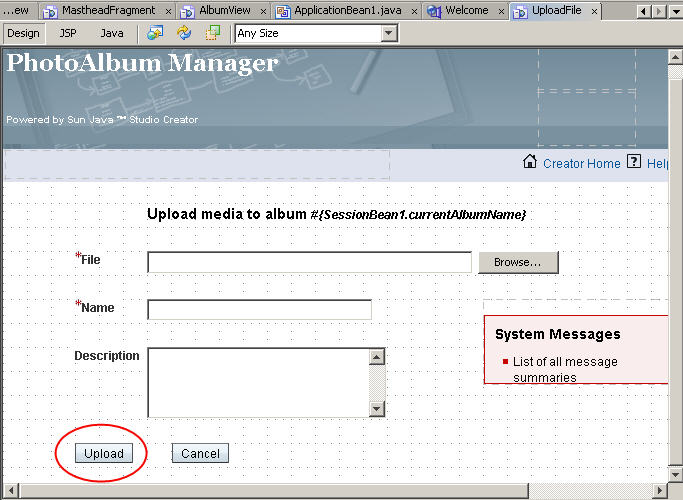 ...ew MastheadFragment AlbumView ApplicationBean1.java Welcome UploadFile
Design JSP Java Any Size
PhotoAlbum Manager
Powered by Sun Java ™ Studio Creator
Creator Home Help
Upload media to album #{SessionBean1.currentAlbumName}
*File Browse...
*Name
System Messages
Description
List of all message
summaries
Upload Cancel